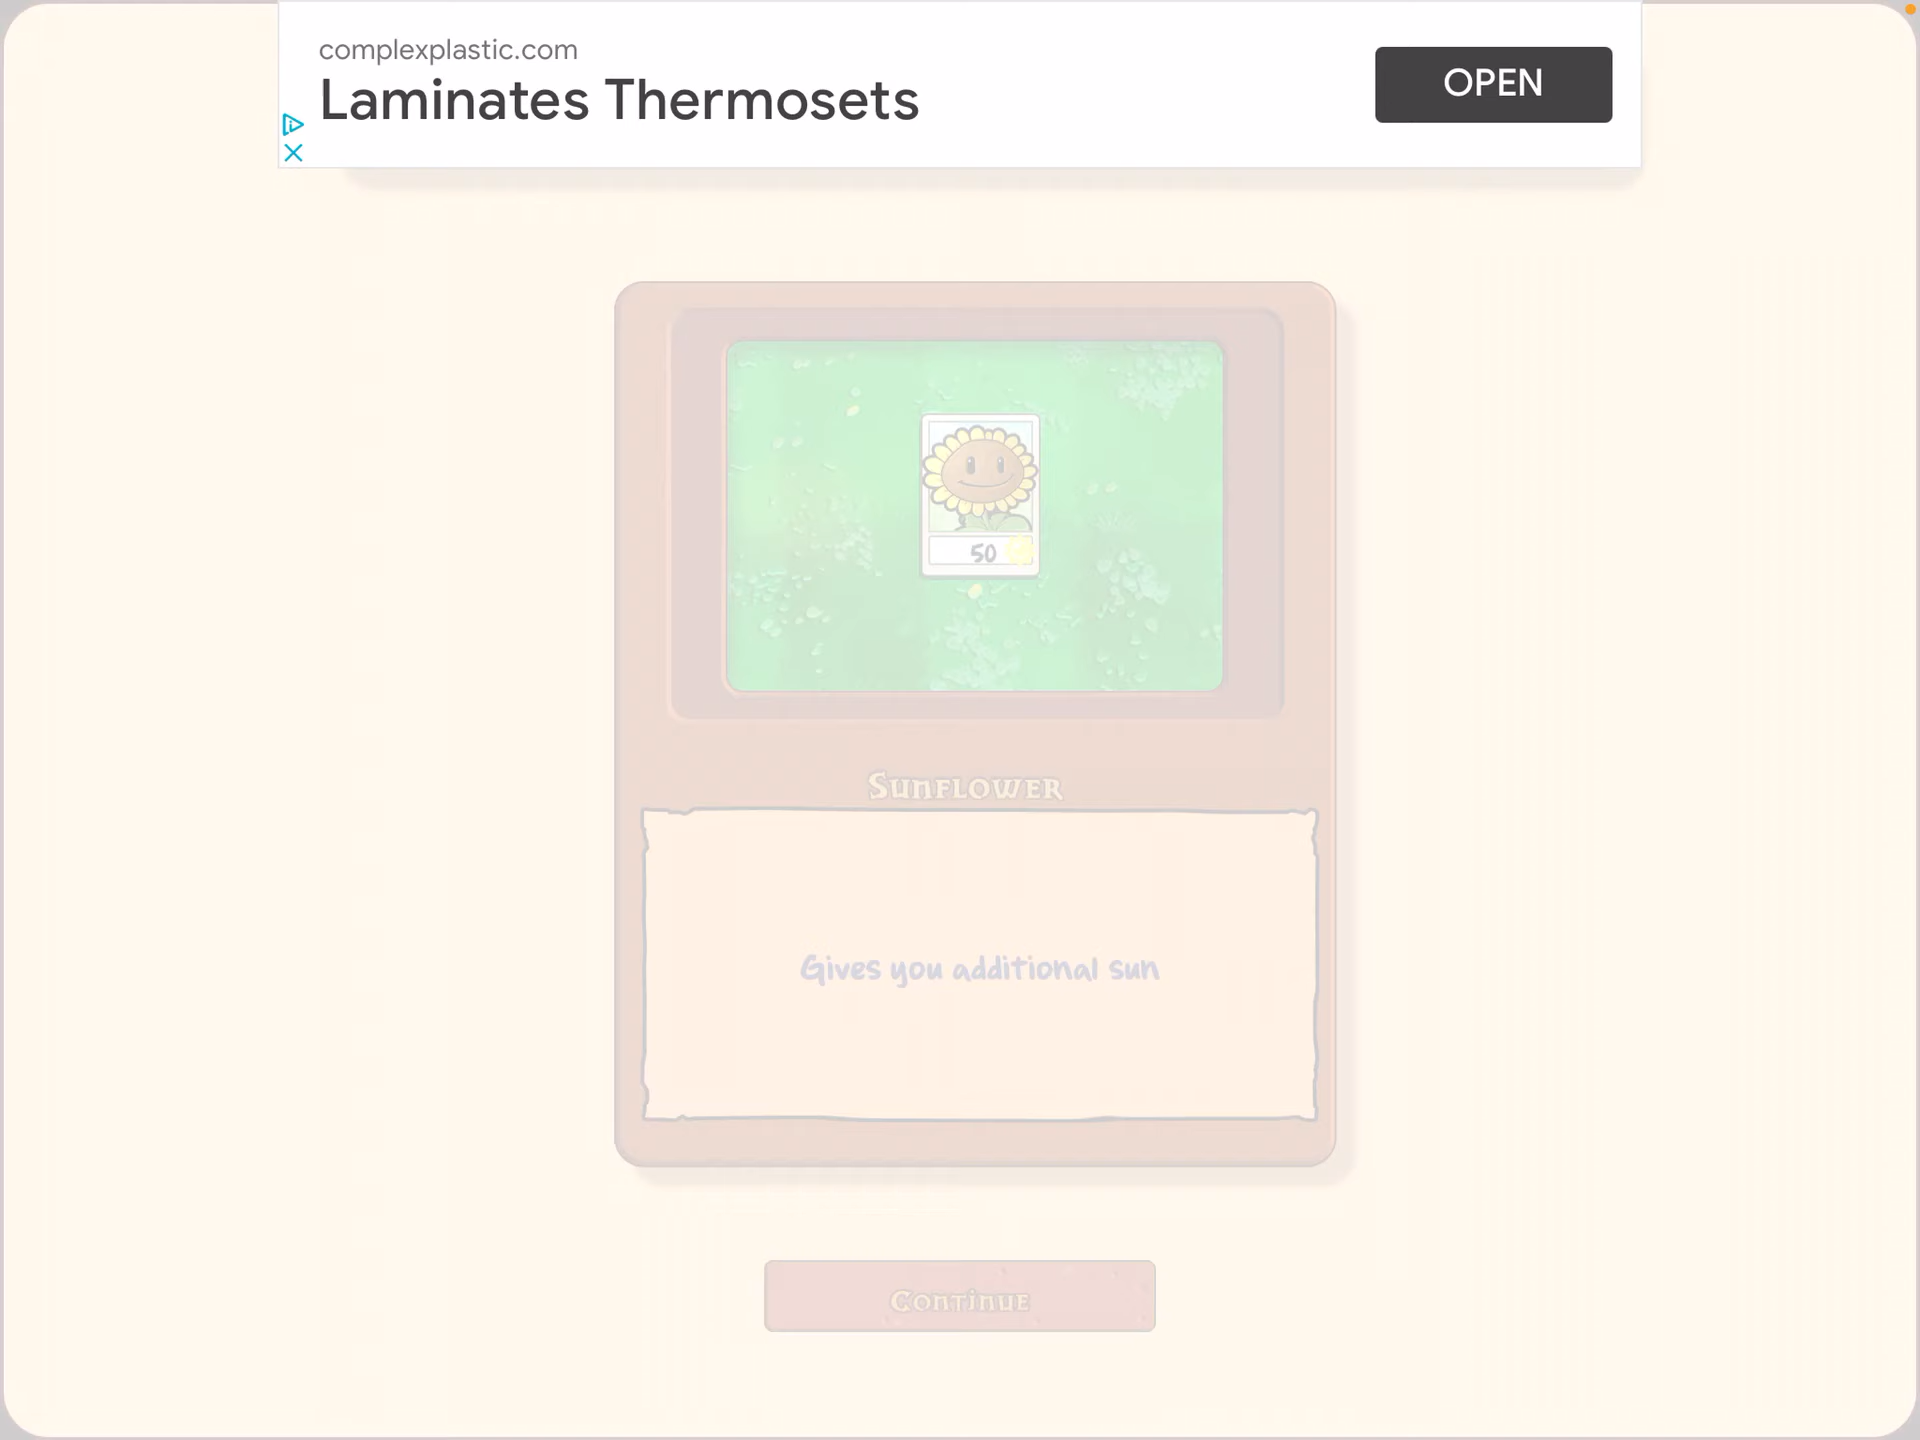 complexplastic.com
Laminates Thermosets
OPEN
50
Sunflower
Gives you additional sun
Continue